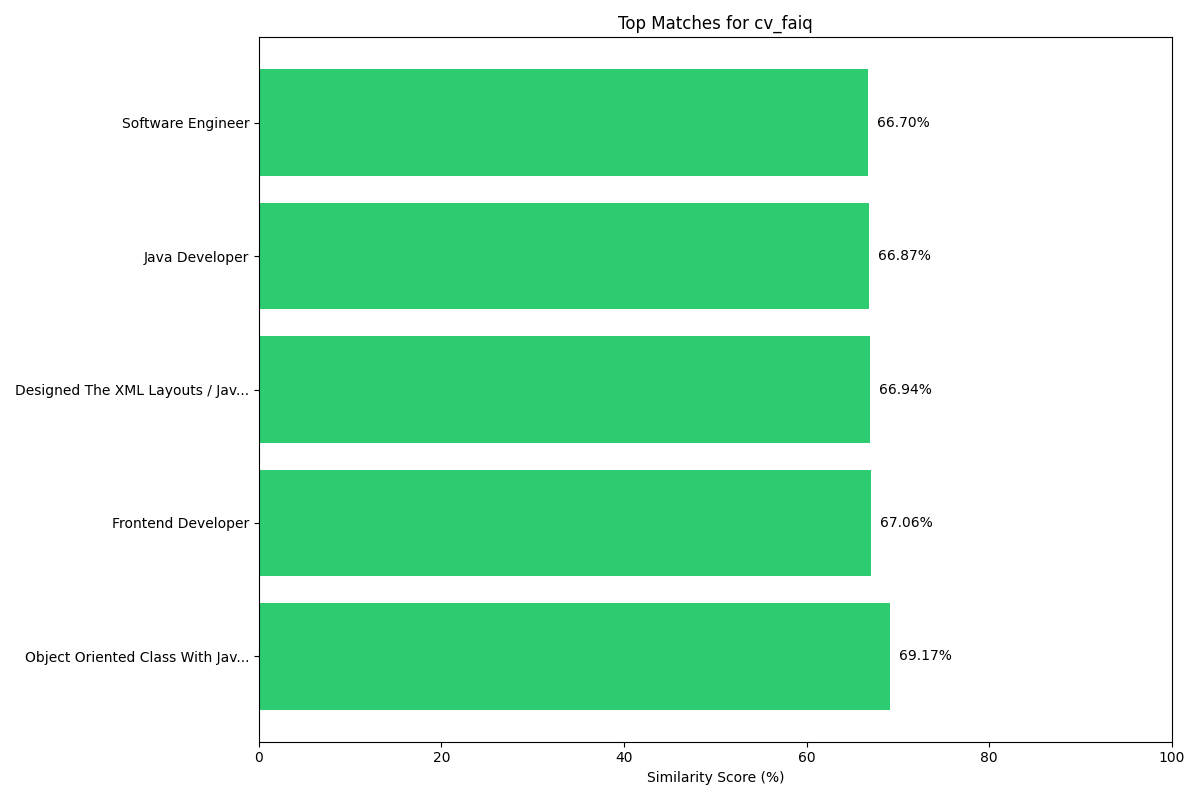 Top Matches for cv_faiq
Software Engineer 66.70%
Java Developer 66.87%
Designed The XML Layouts / Jav... 66.94%
Frontend Developer 67.06%
Object Oriented Class With Jav... 69.17%
0 20 40 60 80 100
Similarity Score (%)